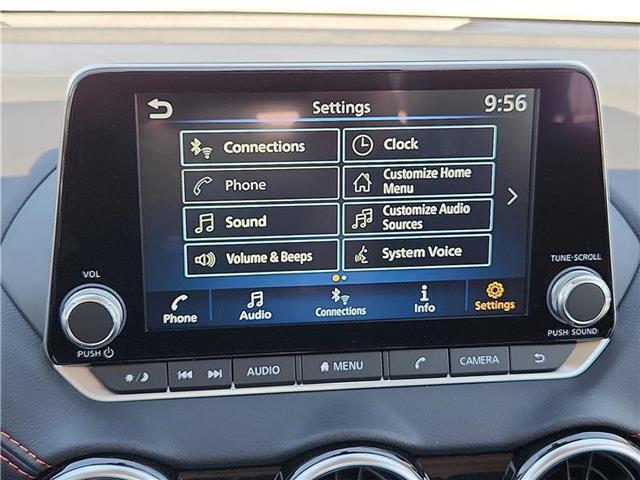 Settings
9:56
Connections
Clock
Phone
Customize Home
Menu
Sound
Customize Audio
Sources
Volume & Beeps
System Voice
Phone
Audio
Connections
Info
Settings
VOL
PUSH
TUNE·SCROLL
PUSH SOUND
AUDIO
MENU
CAMERA